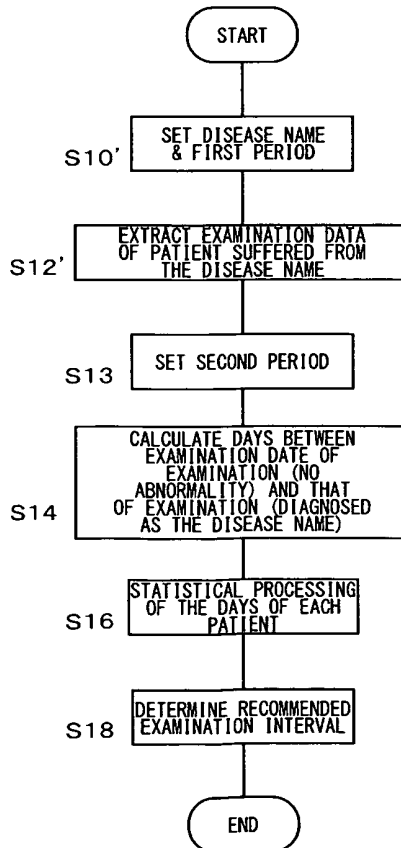 START
S10'
SET DISEASE NAME
& FIRST PERIOD
S12'
EXTRACT EXAMINATION DATA
OF PATIENT SUFFERED FROM
THE DISEASE NAME
S13
SET SECOND PERIOD
S14
CALCULATE DAYS BETWEEN
EXAMINATION DATE OF
EXAMINATION (NO
ABNORMALITY) AND THAT
OF EXAMINATION (DIAGNOSED
AS THE DISEASE NAME)
S16
STATISTICAL PROCESSING
OF THE DAYS OF EACH
PATIENT
S18
DETERMINE RECOMMENDED
EXAMINATION INTERVAL
END